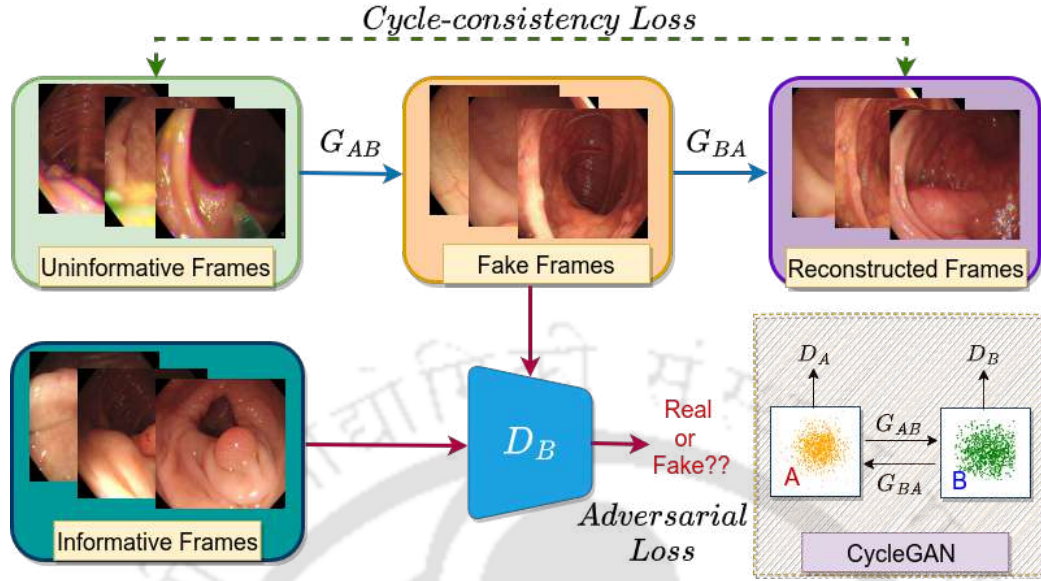 Cycle-consistency Loss
G_AB
G_BA
Uninformative Frames
Fake Frames
Reconstructed Frames
D_B
Real
or
Fake??
Adversarial
Loss
Informative Frames
D_A
D_B
G_AB
G_BA
A
B
CycleGAN